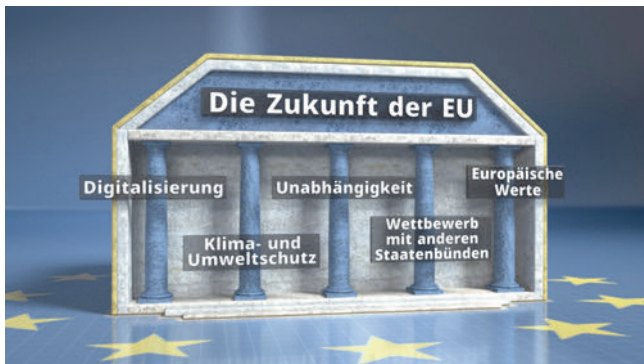 Die Zukunft der EU
Digitalisierung
Klima- und
Umweltschutz
Unabhängigkeit
Wettbewerb
mit anderen
Staatenbünden
Europäische
Werte